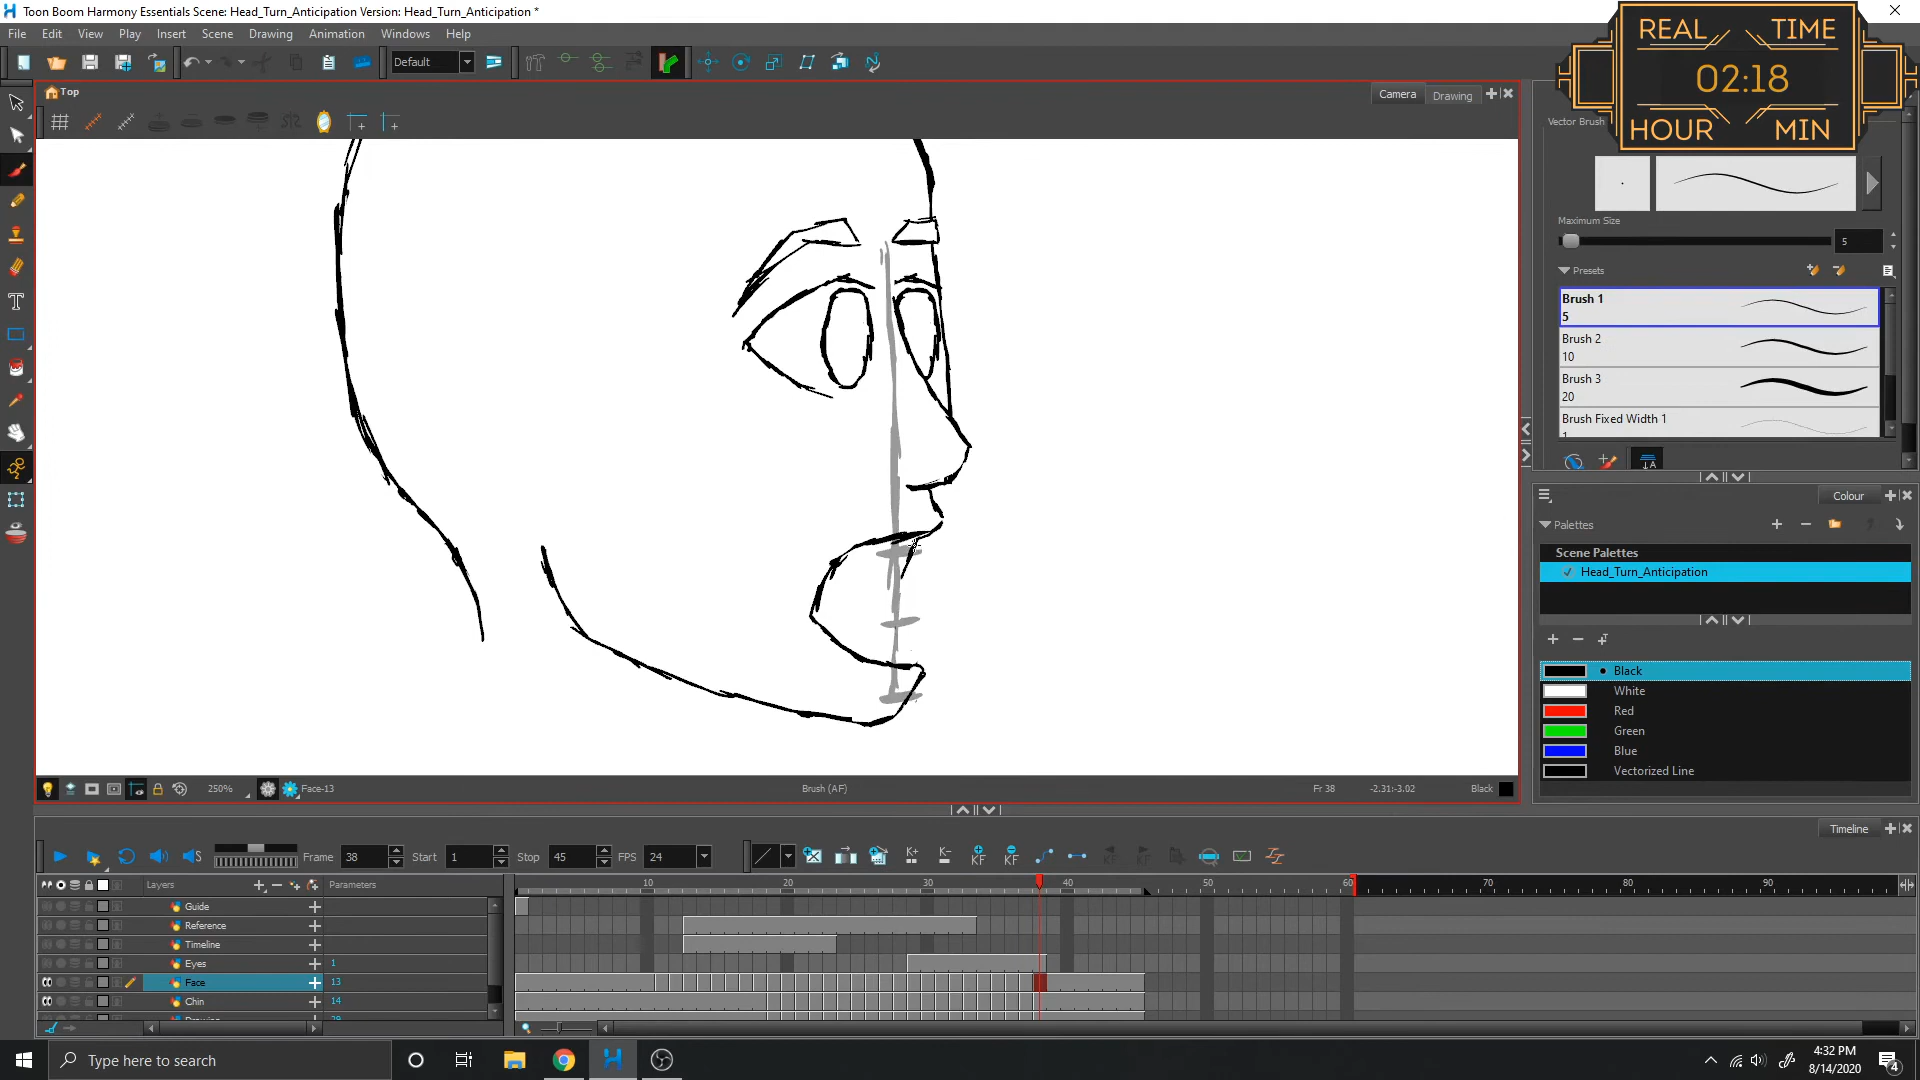 Toon Boom Harmony Essentials Scene: Head_Turn_Anticipation Version: Head_Turn_Anticipation *
File Edit View Play Insert Scene Drawing Animation Windows Help
Default
REAL TIME
02:18
HOUR MIN
Top
Camera Drawing
Vector Brush
Maximum Size
5
Presets
Brush 1
5
Brush 2
10
Brush 3
20
Brush Fixed Width 1
Colour
Palettes
Scene Palettes
Head_Turn_Anticipation
Black
White
Red
Green
Blue
Vectorized Line
250% Face-13 Brush (AF) Fr 38 -2.31:-3.02 Black
Timeline
Frame 38 Start 1 Stop 45 FPS 24
Layers Parameters 10 20 30 40 50 60 70 80 90
Guide
Reference
Timeline
Eyes 1
Face 13
Chin 14
Type here to search
4:32 PM
8/14/2020
4